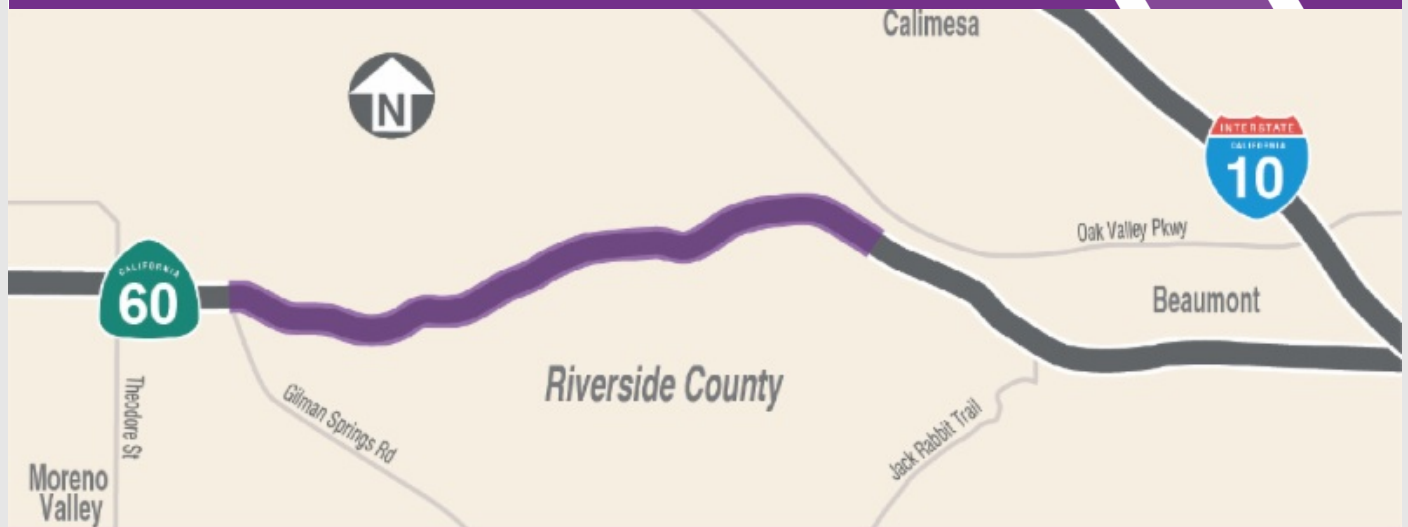 Calimesa
N
INTERSTATE
CALIFORNIA
10
Oak Valley Pkwy
CALIFORNIA
60
Beaumont
Riverside County
Theodore St
Gilman Springs Rd
Jack Rabbit Trail
Moreno
Valley